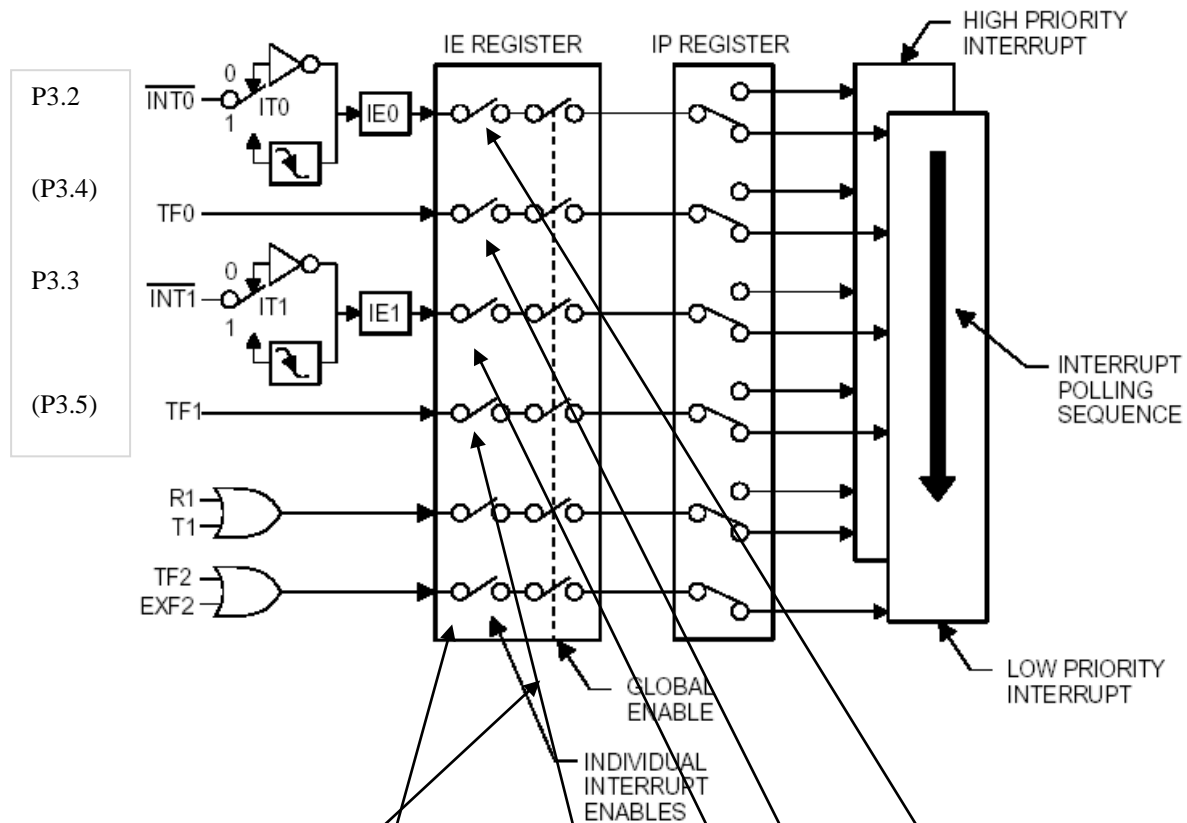 HIGH PRIORITY
INTERRUPT
IE REGISTER
IP REGISTER
P3.2
INT0
0
1
IT0
IE0
(P3.4)
TF0
P3.3
INT1
0
1
IT1
IE1
INTERRUPT
POLLING
SEQUENCE
(P3.5)
TF1
R1
T1
TF2
EXF2
GLOBAL
ENABLE
LOW PRIORITY
INTERRUPT
INDIVIDUAL
INTERRUPT
ENABLES